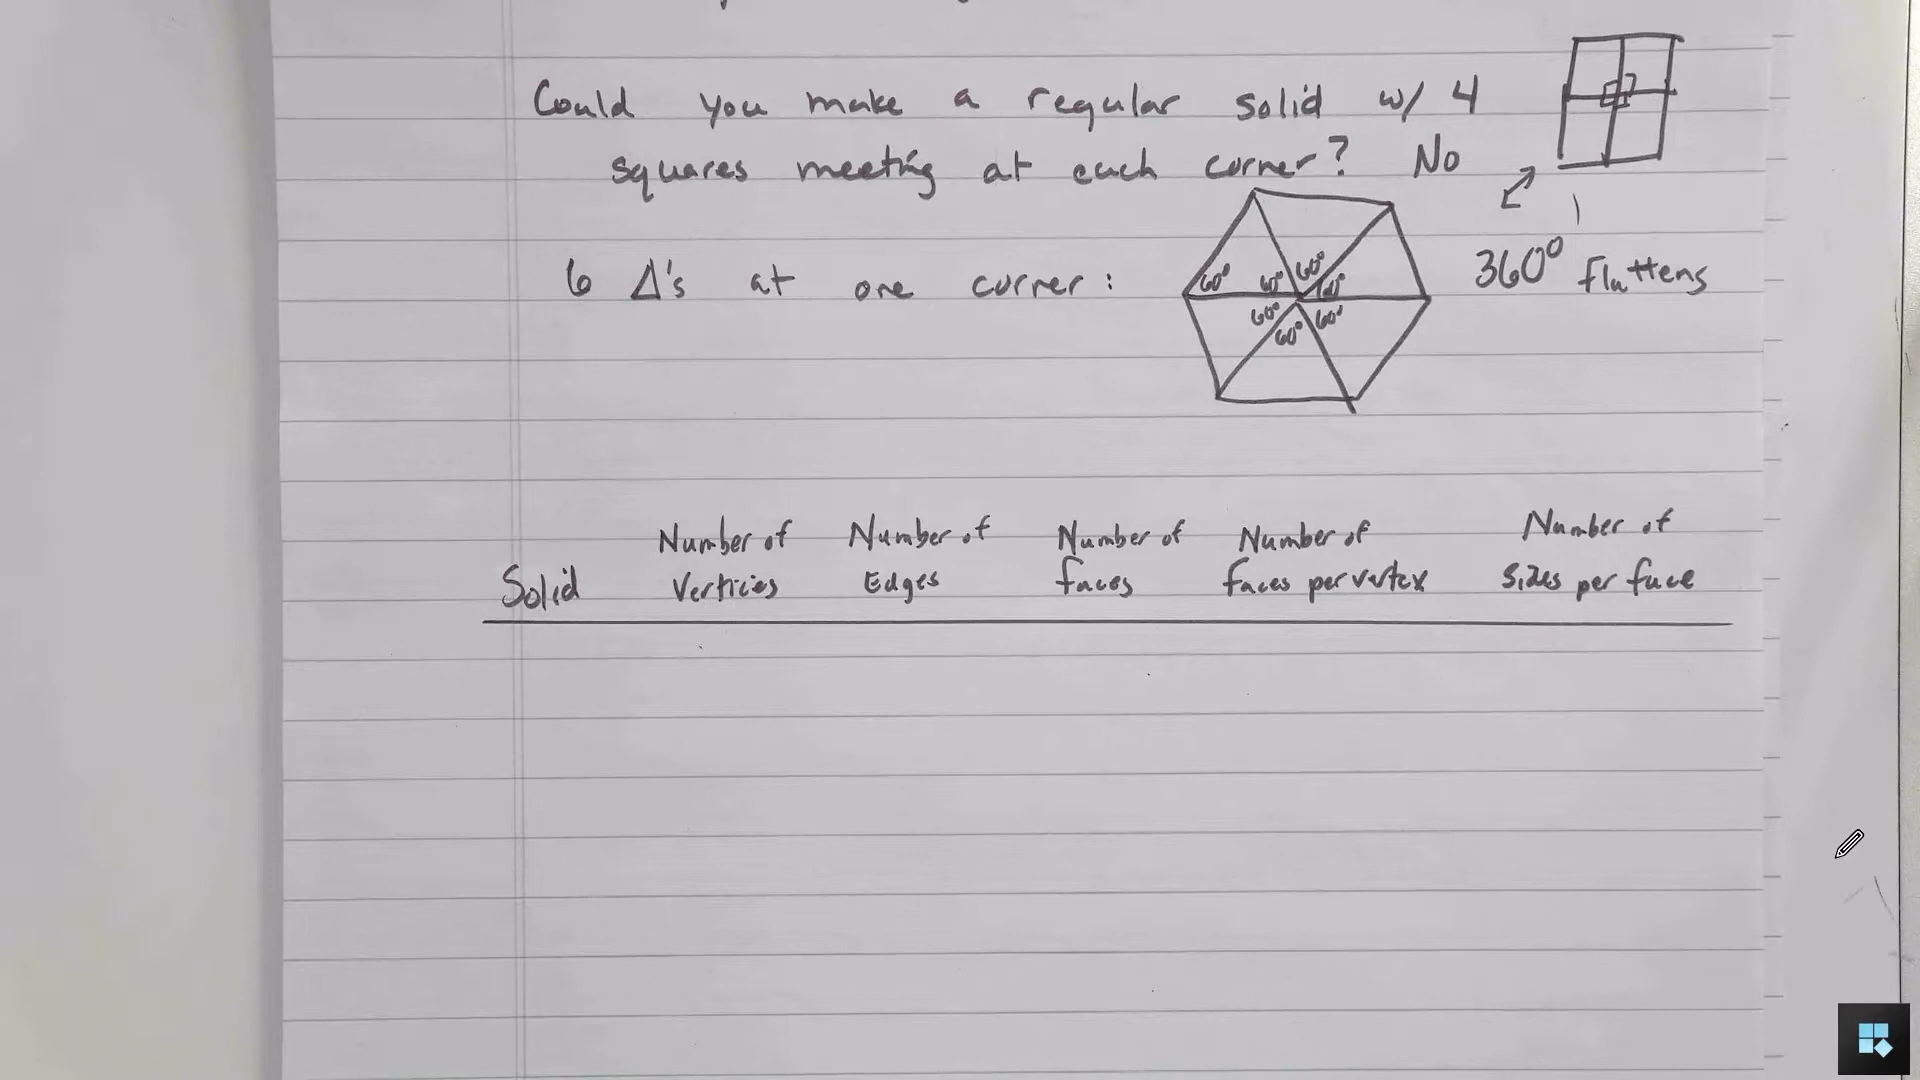 Could you make a regular solid w/ 4
squares meeting at each corner? No
6 Δ's at one corner:
60° 60° 60° 60°
60° 60° 60°
360° flattens
Number of Number of Number of Number of Number of
Solid Verticies Edges faces faces per vertex sides per face